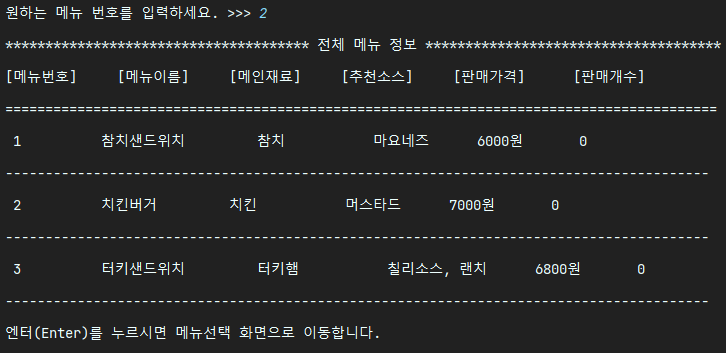 원하는 메뉴 번호를 입력하세요. >>> 2
************************************** 전체 메뉴 정보 *************************************
[메뉴번호] [메뉴이름] [메인재료] [추천소스] [판매가격] [판매개수]
=========================================================================================
1 참치샌드위치 참치 마요네즈 6000원 0
----------------------------------------------------------------------------------------
2 치킨버거 치킨 머스타드 7000원 0
----------------------------------------------------------------------------------------
3 터키샌드위치 터키햄 칠리소스, 랜치 6800원 0
----------------------------------------------------------------------------------------
엔터(Enter)를 누르시면 메뉴선택 화면으로 이동합니다.